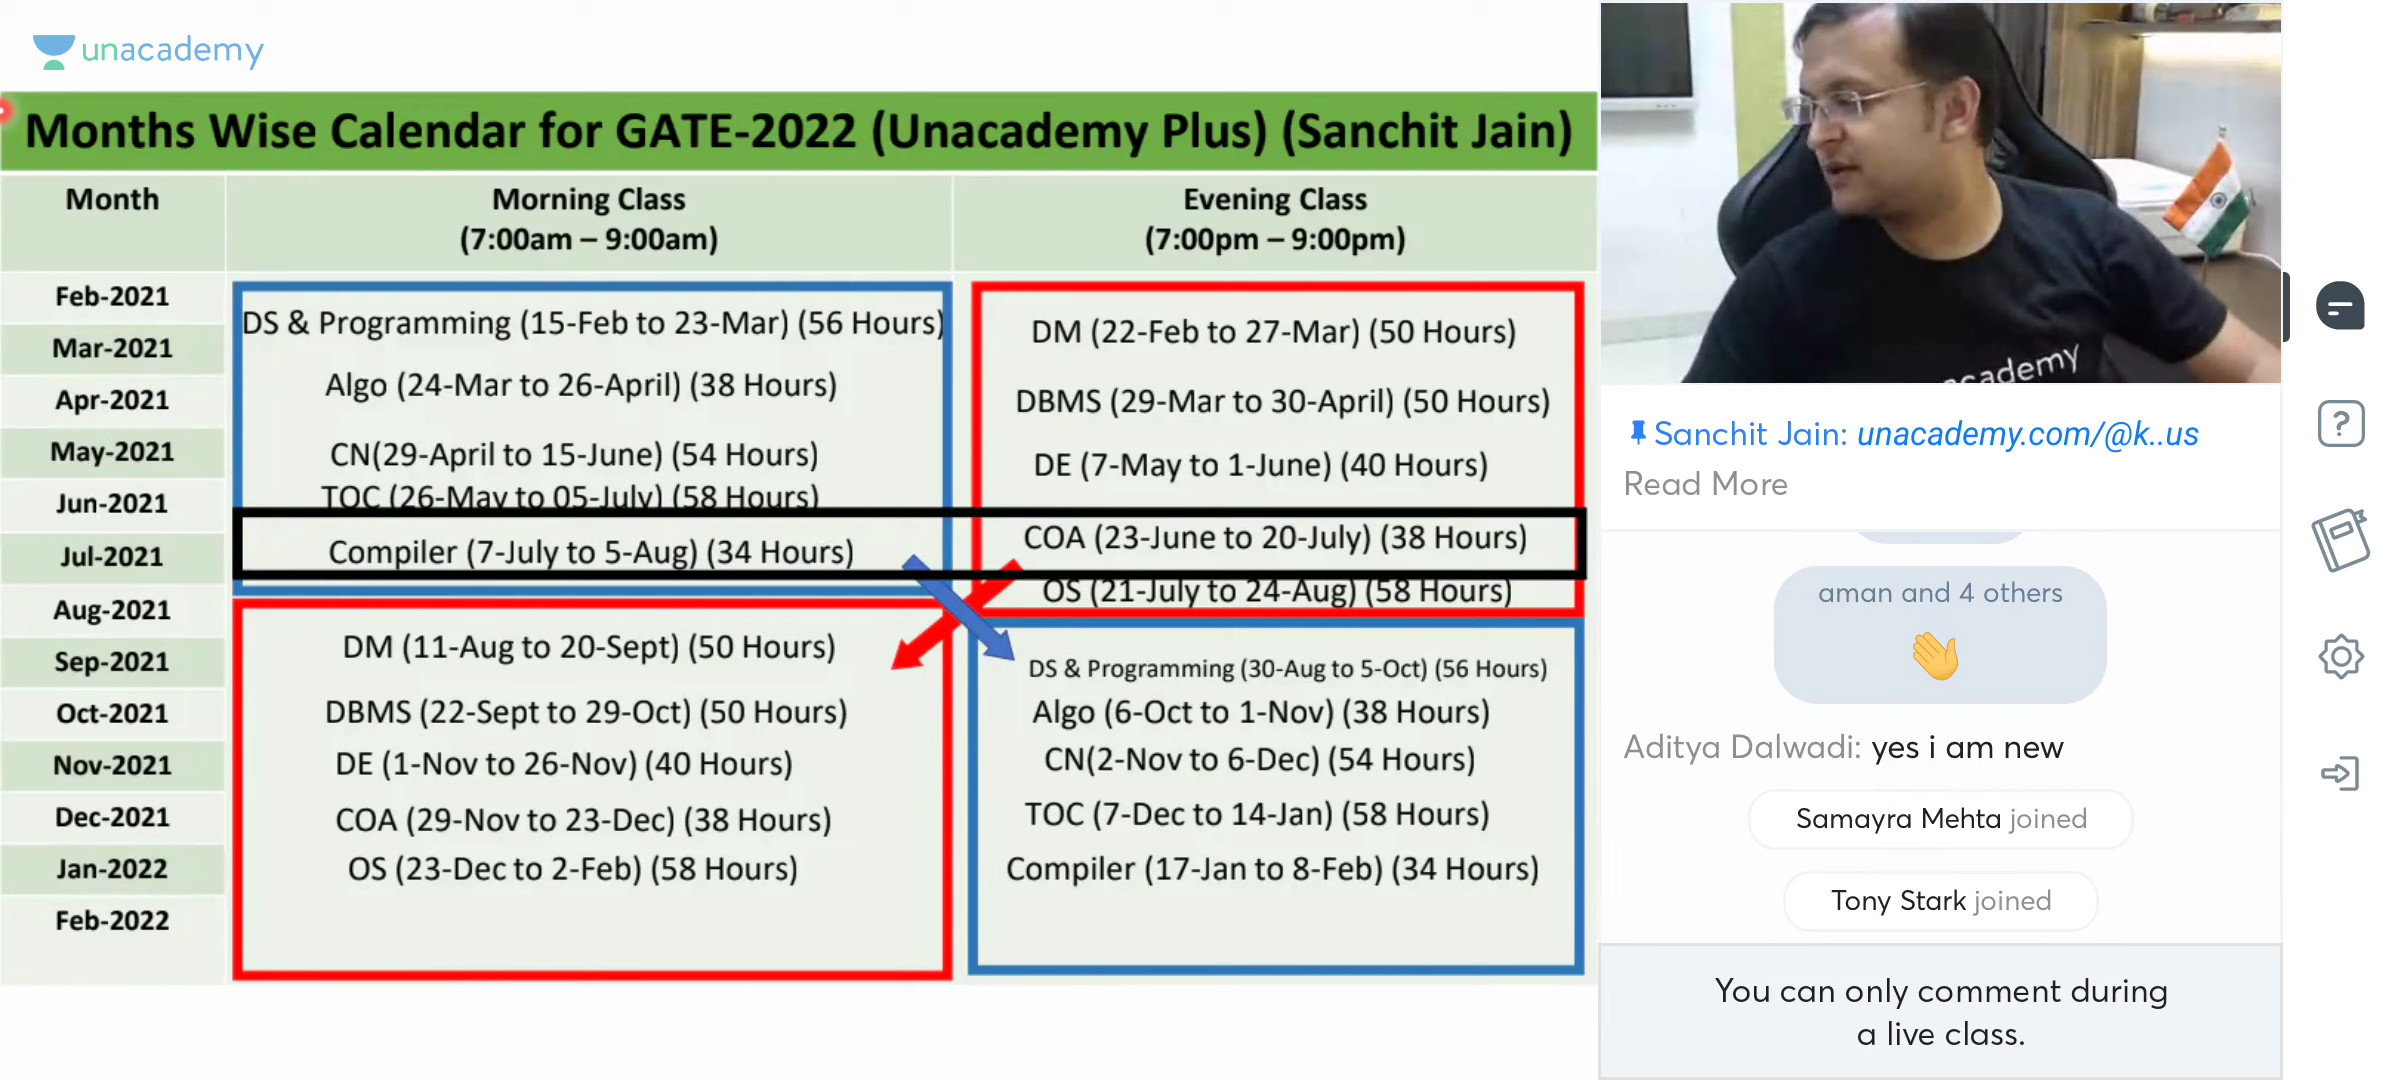 unacademy
Months Wise Calendar for GATE-2022 (Unacademy Plus) (Sanchit Jain)
Month
Morning Class
(7:00am – 9:00am)
Evening Class
(7:00pm – 9:00pm)
Feb-2021
Mar-2021
Apr-2021
May-2021
Jun-2021
Jul-2021
Aug-2021
Sep-2021
Oct-2021
Nov-2021
Dec-2021
Jan-2022
Feb-2022
DS & Programming (15-Feb to 23-Mar) (56 Hours)
Algo (24-Mar to 26-April) (38 Hours)
CN(29-April to 15-June) (54 Hours)
TOC (26-May to 05-July) (58 Hours)
Compiler (7-July to 5-Aug) (34 Hours)
DM (11-Aug to 20-Sept) (50 Hours)
DBMS (22-Sept to 29-Oct) (50 Hours)
DE (1-Nov to 26-Nov) (40 Hours)
COA (29-Nov to 23-Dec) (38 Hours)
OS (23-Dec to 2-Feb) (58 Hours)
DM (22-Feb to 27-Mar) (50 Hours)
DBMS (29-Mar to 30-April) (50 Hours)
DE (7-May to 1-June) (40 Hours)
COA (23-June to 20-July) (38 Hours)
OS (21-July to 24-Aug) (58 Hours)
DS & Programming (30-Aug to 5-Oct) (56 Hours)
Algo (6-Oct to 1-Nov) (38 Hours)
CN(2-Nov to 6-Dec) (54 Hours)
TOC (7-Dec to 14-Jan) (58 Hours)
Compiler (17-Jan to 8-Feb) (34 Hours)
unacademy
Sanchit Jain: unacademy.com/@k..us
Read More
aman and 4 others
Aditya Dalwadi: yes i am new
Samayra Mehta joined
Tony Stark joined
You can only comment during
a live class.